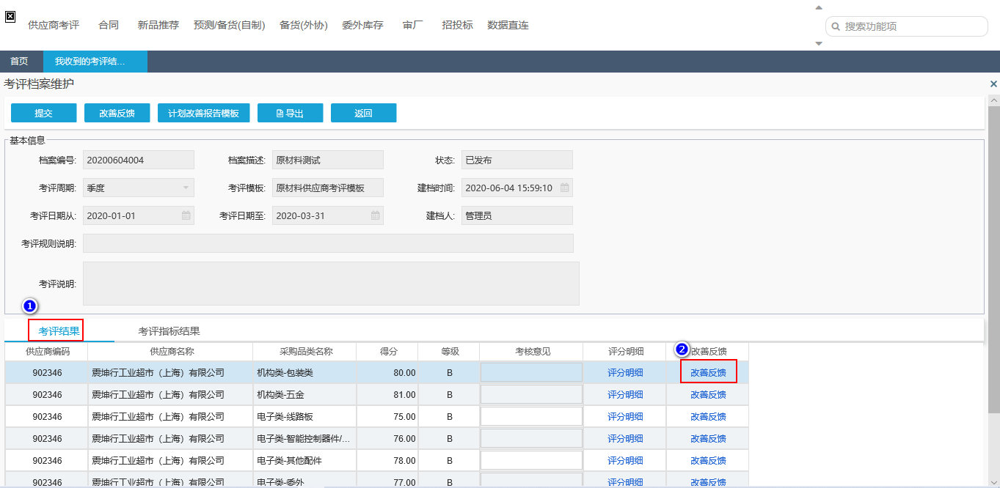 供应商考评 合同 新品推荐 预测/备货(自制) 备货(外协) 委外库存 审厂 招投标 数据直连 搜索功能项
首页 我收到的考评结...
考评档案维护
提交 改善反馈 计划改善报告模板 导出 返回
基本信息
档案编号: 20200604004 档案描述: 原材料测试 状态: 已发布
考评周期: 季度 考评模板: 原材料供应商考评模板 建档时间: 2020-06-04 15:59:10
考评日期从: 2020-01-01 考评日期至: 2020-03-31 建档人: 管理员
考评规则说明:
考评说明:
1
考评结果 考评指标结果
供应商编码 供应商名称 采购品类名称 得分 等级 考核意见 评分明细 2 改善反馈
902346 震坤行工业超市（上海）有限公司 机构类-包装类 80.00 B 评分明细 改善反馈
902346 震坤行工业超市（上海）有限公司 机构类-五金 81.00 B 评分明细 改善反馈
902346 震坤行工业超市（上海）有限公司 电子类-线路板 75.00 B 评分明细 改善反馈
902346 震坤行工业超市（上海）有限公司 电子类-智能控制器件/... 76.00 B 评分明细 改善反馈
902346 震坤行工业超市（上海）有限公司 电子类-其他配件 78.00 B 评分明细 改善反馈
902346 震坤行工业超市（上海）有限公司 电子类-委外 77.00 B 评分明细 改善反馈